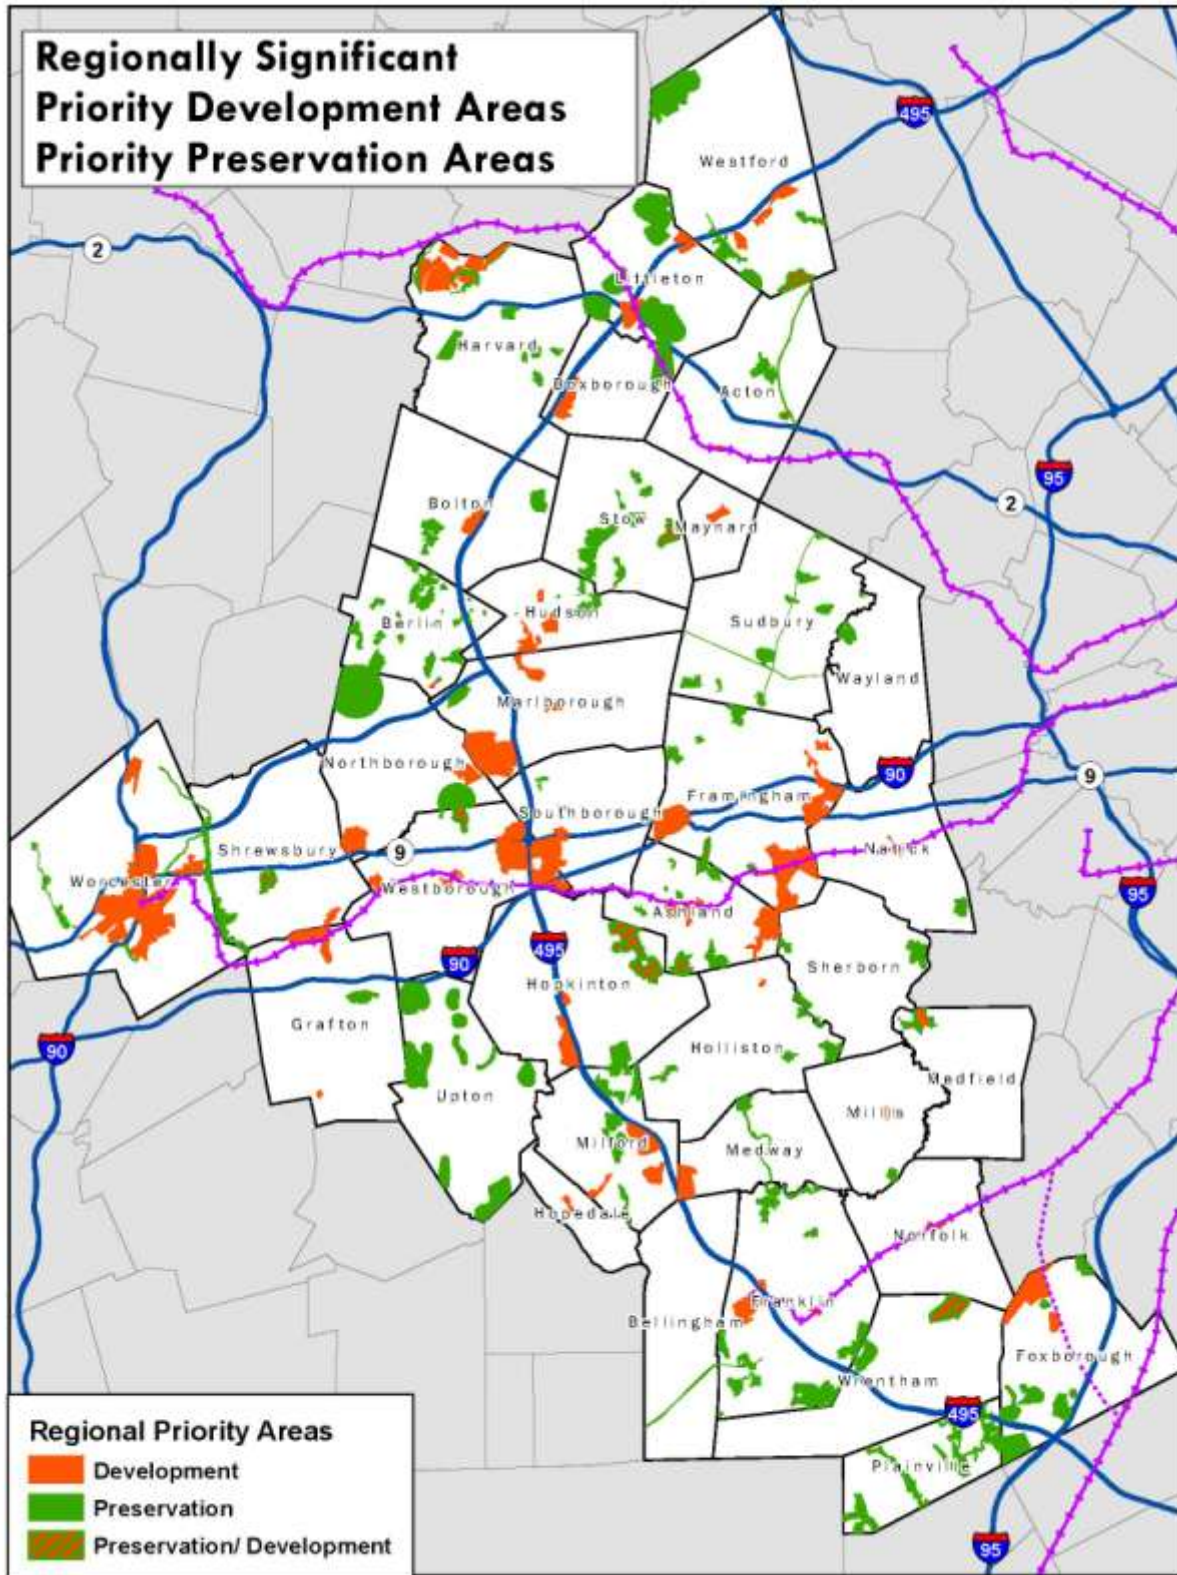 Regionally Significant
Priority Development Areas
Priority Preservation Areas
495
Westford
2
Littleton
Harvard
Boxborough
Acton
95
2
Bolton
Stow
Maynard
Hudson
Berlin
Sudbury
Wayland
Marlborough
Northborough
90
9
Framingham
Southborough
Shrewsbury
9
Natick
Worcester
Westborough
95
Ashland
495
90
Sherborn
Hopkinton
Grafton
90
Holliston
Medfield
Upton
Millis
Milford
Medway
Hopedale
Norfolk
Franklin
Bellingham
Foxborough
Wrentham
495
Plainville
95
Regional Priority Areas
Development
Preservation
Preservation/ Development